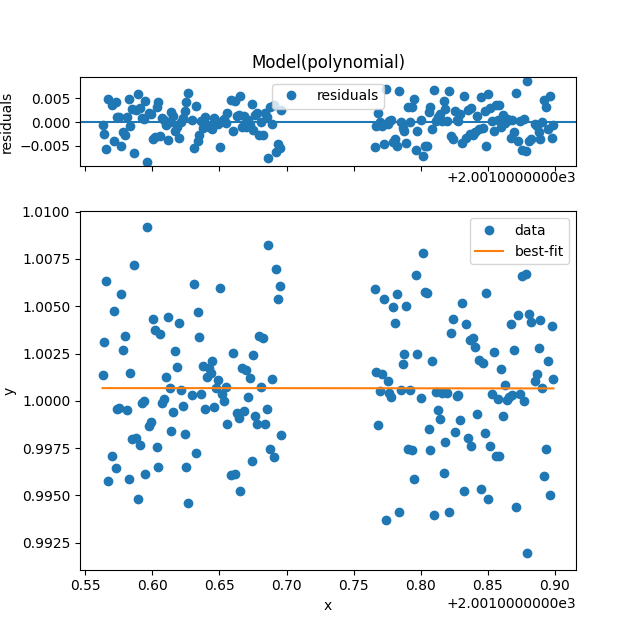 Model(polynomial)
residuals
0.005
0.000
−0.005
residuals
+2.0010000000e3
y
1.0100
1.0075
1.0050
1.0025
1.0000
0.9975
0.9950
0.9925
data
best-fit
0.55 0.60 0.65 0.70 0.75 0.80 0.85 0.90
x
+2.0010000000e3